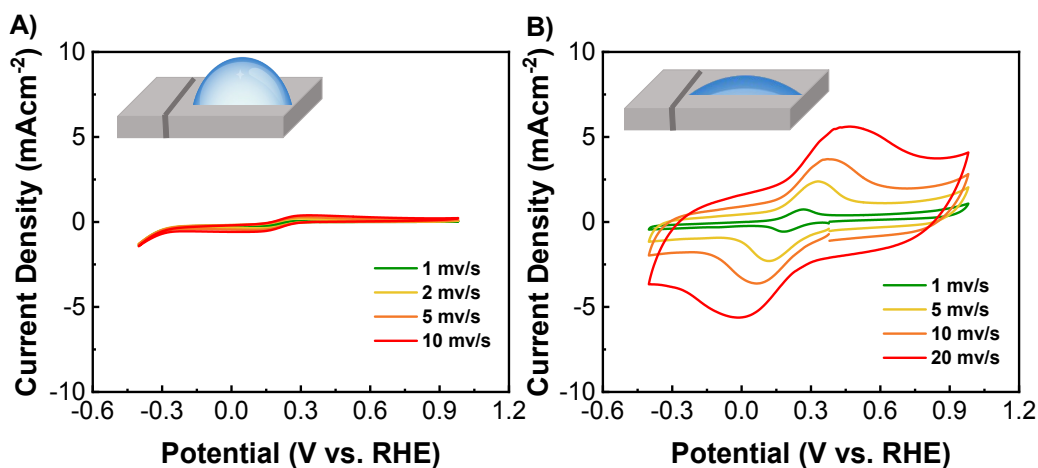 A)
10
5
0
-5
-10
Current Density (mAcm⁻²)
1 mv/s
2 mv/s
5 mv/s
10 mv/s
-0.6 -0.3 0.0 0.3 0.6 0.9 1.2
Potential (V vs. RHE)
B)
10
5
0
-5
-10
Current Density (mAcm⁻²)
1 mv/s
5 mv/s
10 mv/s
20 mv/s
-0.6 -0.3 0.0 0.3 0.6 0.9 1.2
Potential (V vs. RHE)